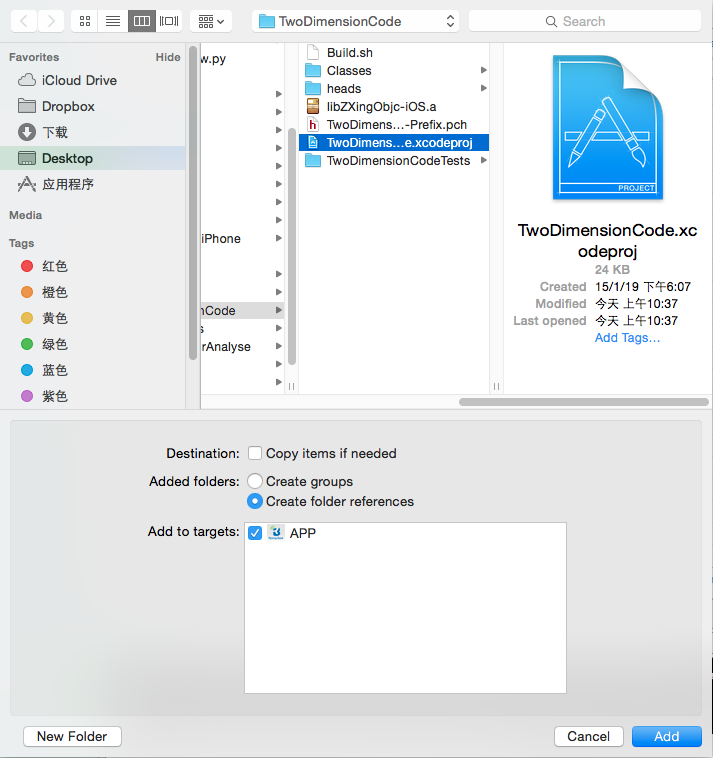 TwoDimensionCode
Search
Favorites
Hide
iCloud Drive
Dropbox
下载
Desktop
应用程序
Media
Tags
红色
橙色
黄色
绿色
蓝色
紫色
w.py
iPhone
nCode
s
rAnalyse
Build.sh
Classes
heads
libZXingObjc-iOS.a
TwoDimens...-Prefix.pch
TwoDimens...e.xcodeproj
TwoDimensionCodeTests
PROJECT
TwoDimensionCode.xc
odeproj
24 KB
Created 15/1/19 下午6:07
Modified 今天 上午10:37
Last opened 今天 上午10:37
Add Tags...
Destination: Copy items if needed
Added folders: Create groups
Create folder references
Add to targets: APP
New Folder
Cancel
Add